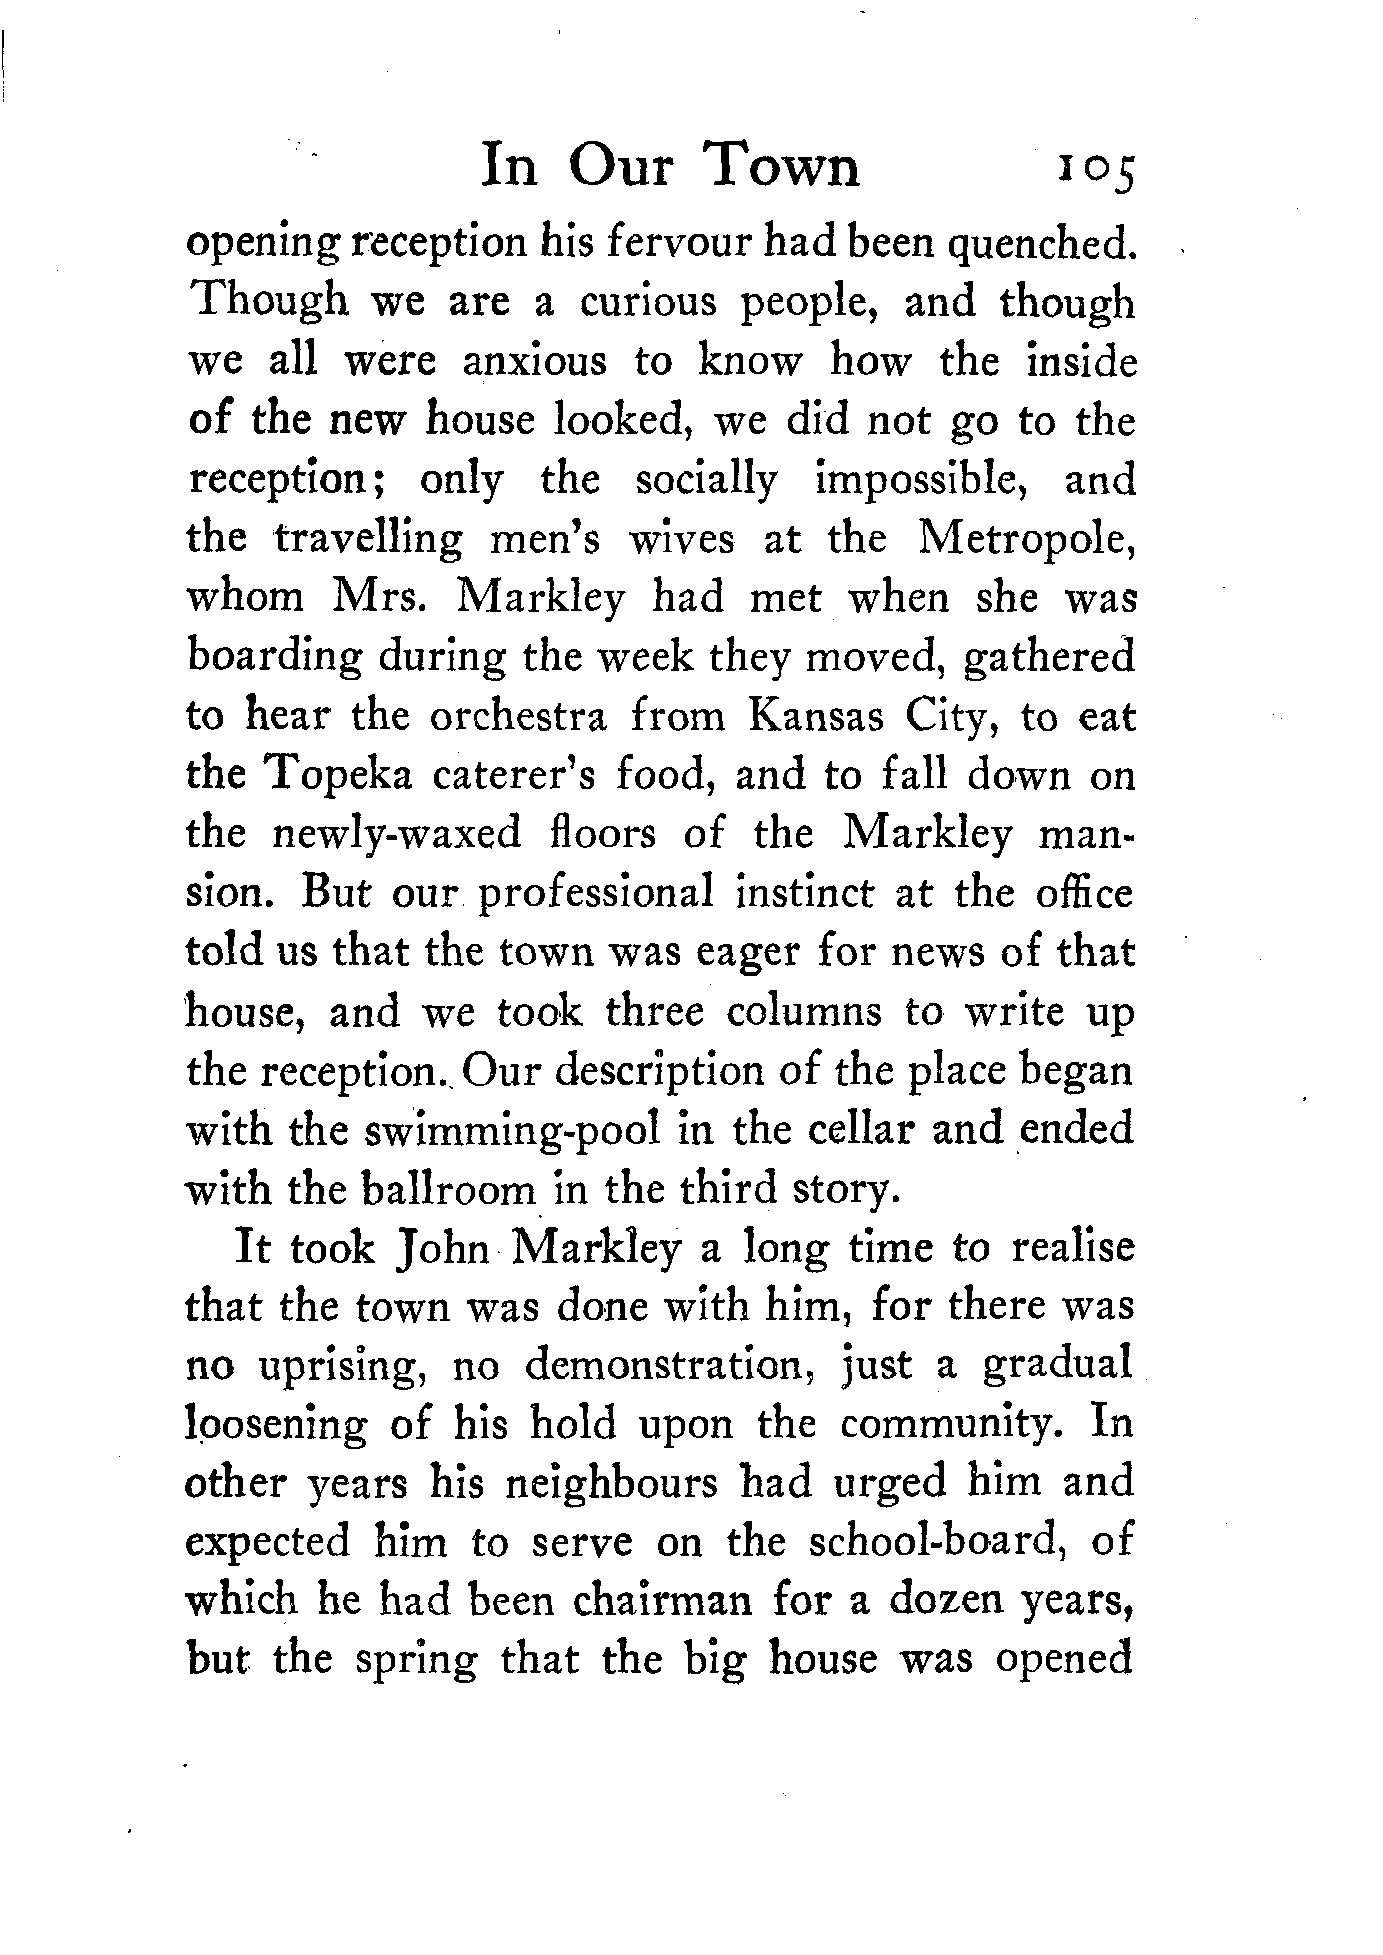 In Our Town 105
opening reception his fervour had been quenched.
Though we are a curious people, and though
we all were anxious to know how the inside
of the new house looked, we did not go to the
reception; only the socially impossible, and
the travelling men's wives at the Metropole,
whom Mrs. Markley had met when she was
boarding during the week they moved, gathered
to hear the orchestra from Kansas City, to eat
the Topeka caterer's food, and to fall down on
the newly-waxed floors of the Markley man-
sion. But our professional instinct at the office
told us that the town was eager for news of that
house, and we took three columns to write up
the reception. Our description of the place began
with the swimming-pool in the cellar and ended
with the ballroom in the third story.
It took John Markley a long time to realise
that the town was done with him, for there was
no uprising, no demonstration, just a gradual
loosening of his hold upon the community. In
other years his neighbours had urged him and
expected him to serve on the school-board, of
which he had been chairman for a dozen years,
but the spring that the big house was opened